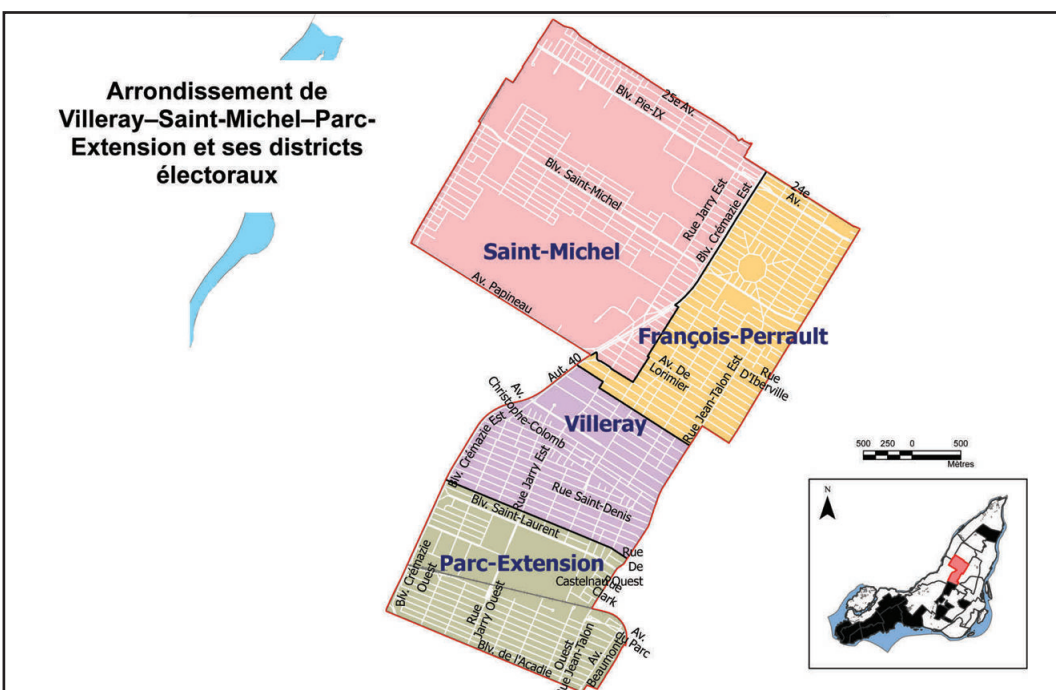 Arrondissement de
Villeray–Saint-Michel–Parc-
Extension et ses districts
électoraux
25e Av.
Blv. Pie-IX
24e
Av.
Blv. Saint-Michel
Rue Jarry Est
Blv. Crémazie Est
Saint-Michel
Av. Papineau
François-Perrault
Aut. 40
Av. De
Lorimier
Rue Jean-Talon Est
Rue
D'Iberville
Av.
Christophe-Colomb
Villeray
Blv. Crémazie Est
Rue Jarry Est
Rue Saint-Denis
Blv. Saint-Laurent
Parc-Extension
Rue
De
Castelnau Ouest
Rue
Clark
Blv. Crémazie
Ouest
Rue
Jarry Ouest
Av.
du Parc
Blv. de l'Acadie
Rue Jean-Talon
Ouest
Av.
Beaumont
500 250 0 500
Mètres
N